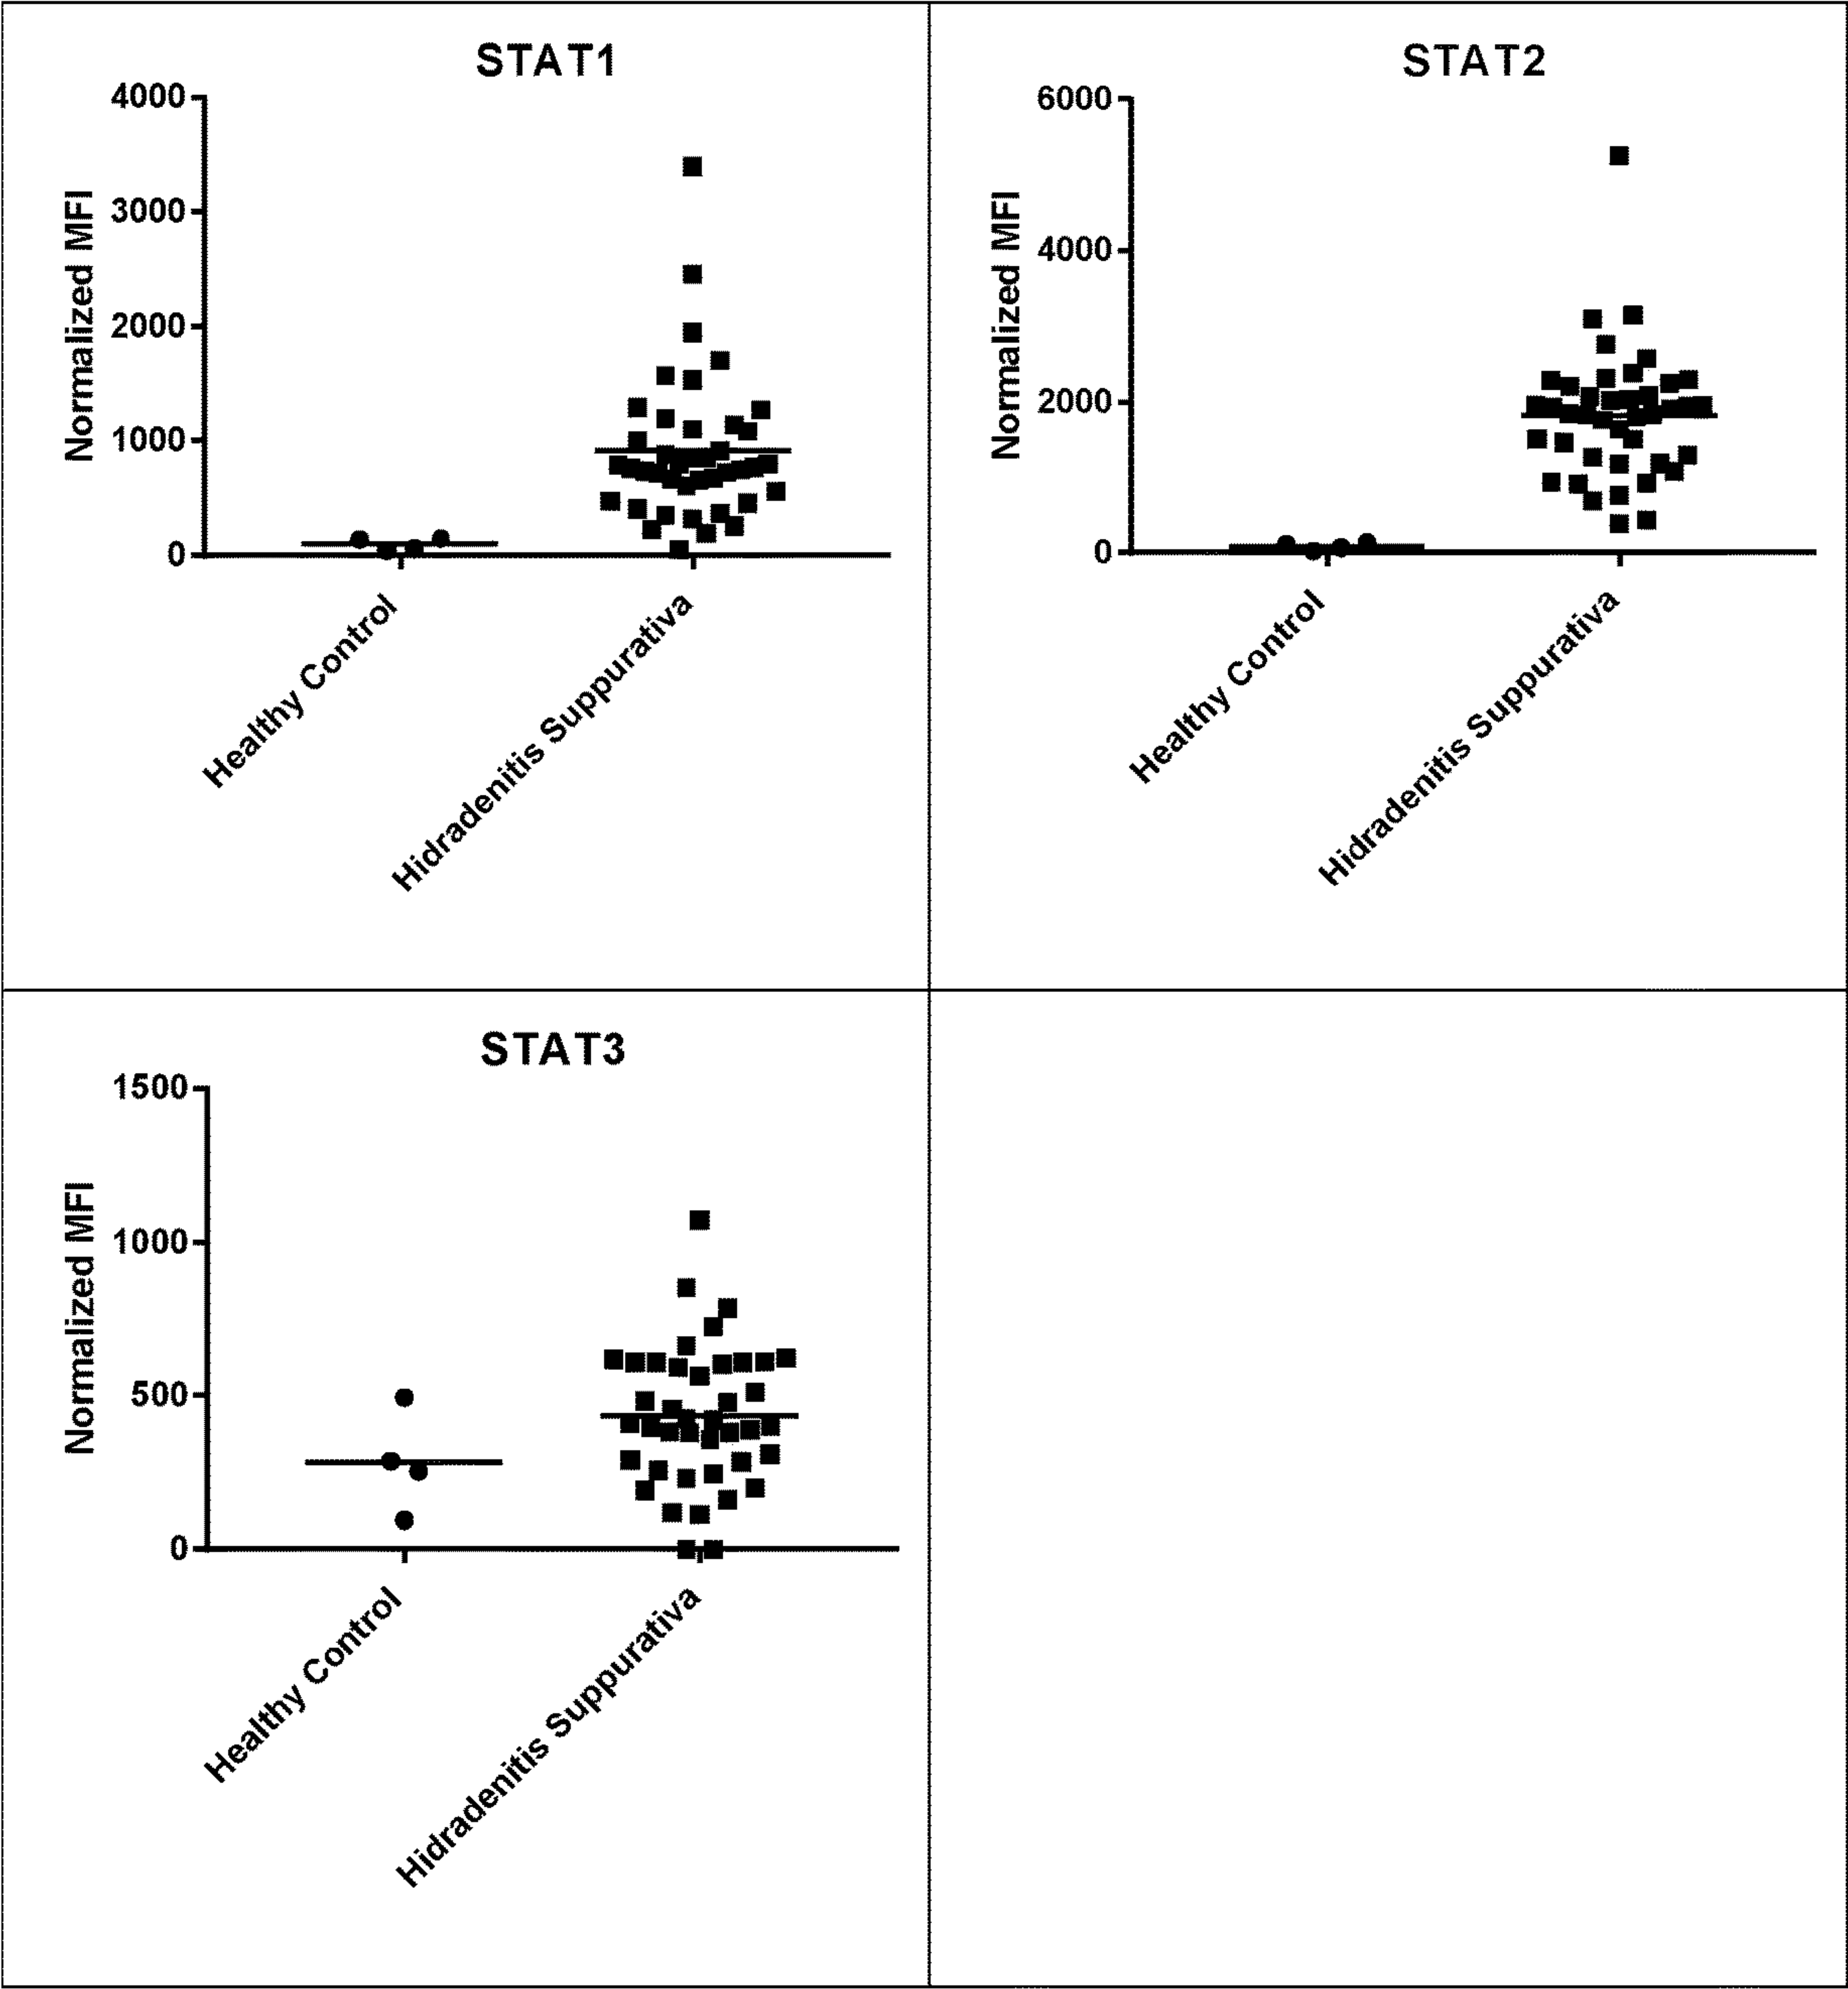 STAT1
4000
3000
2000
1000
0
Normalized MFI
Healthy Control
Hidradenitis Suppurativa
STAT2
6000
4000
2000
0
Normalized MFI
Healthy Control
Hidradenitis Suppurativa
STAT3
1500
1000
500
0
Normalized MFI
Healthy Control
Hidradenitis Suppurativa